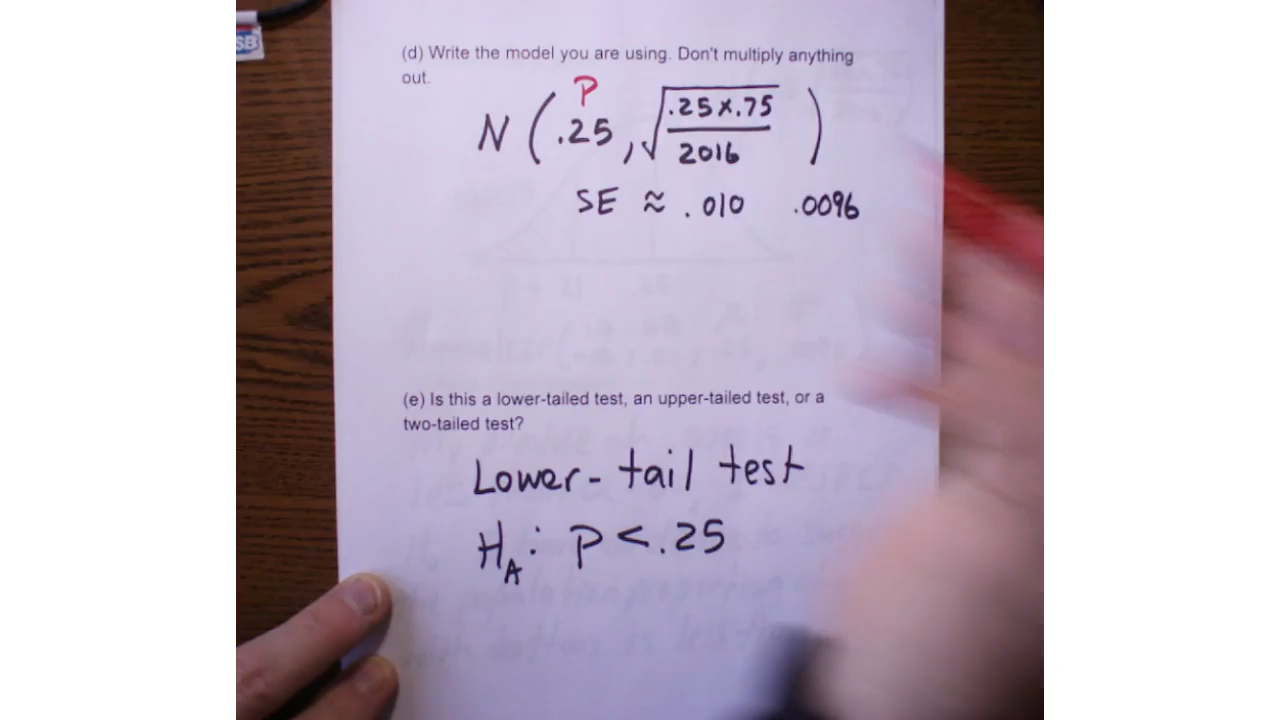 SB
(d) Write the model you are using. Don't multiply anything
out.
P
N ( .25 , √ .25×.75 / 2016 )
SE ≈ .010 .0096
(e) Is this a lower-tailed test, an upper-tailed test, or a
two-tailed test?
Lower-tail test
H_A: P < .25